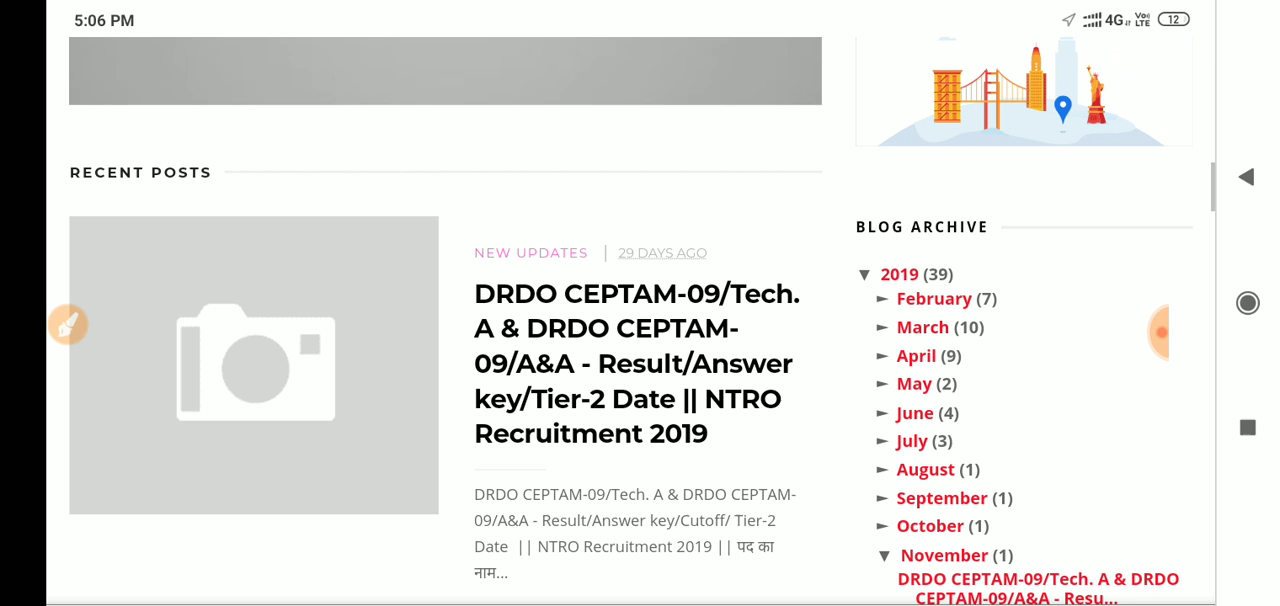 5:06 PM
4G
Vo))
LTE
12
RECENT POSTS
NEW UPDATES | 29 DAYS AGO
DRDO CEPTAM-09/Tech.
A & DRDO CEPTAM-
09/A&A - Result/Answer
key/Tier-2 Date || NTRO
Recruitment 2019
DRDO CEPTAM-09/Tech. A & DRDO CEPTAM-
09/A&A - Result/Answer key/Cutoff/ Tier-2
Date || NTRO Recruitment 2019 || पद का
नाम...
BLOG ARCHIVE
▼ 2019 (39)
► February (7)
► March (10)
► April (9)
► May (2)
► June (4)
► July (3)
► August (1)
► September (1)
► October (1)
▼ November (1)
DRDO CEPTAM-09/Tech. A & DRDO
CEPTAM-09/A&A - Resu...